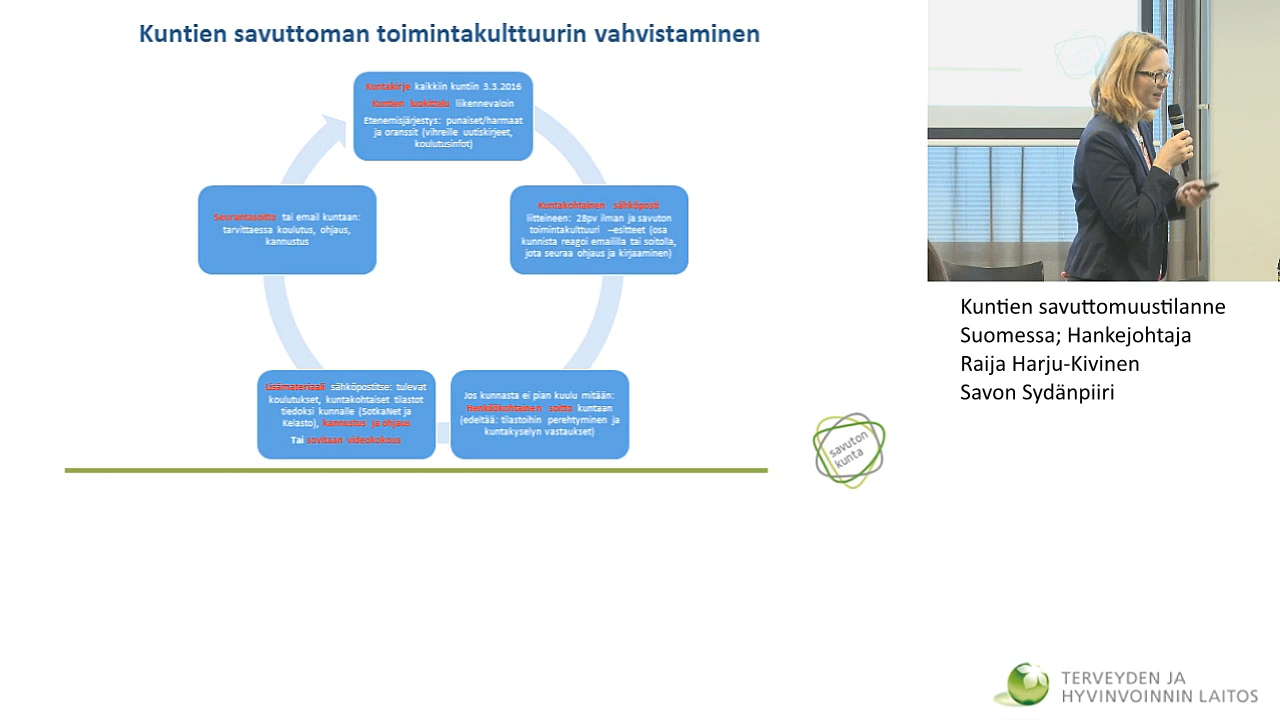 Kuntien savuttoman toimintakulttuurin vahvistaminen
Kuntakirje kaikkiin kuntiin 3.3.2016
Kuntien luokittelu liikennevaloin
Etenemisjärjestys: punaiset/harmaat
ja oranssit (vihreille uutiskirjeet,
koulutusinfot)
Kuntakohtainen sähköposti
liitteineen: 28pv ilman ja savuton
toimintakulttuuri –esitteet (osa
kunnista reagoi emaililla tai soitolla,
jota seuraa ohjaus ja kirjaaminen)
Jos kunnasta ei pian kuulu mitään:
Henkilökohtainen soitto kuntaan
(edeltää: tilastoihin perehtyminen ja
kuntakyselyn vastaukset)
Lisämateriaali sähköpostitse: tulevat
koulutukset, kuntakohtaiset tilastot
tiedoksi kunnalle (SotkaNet ja
Kelasto), kannustus ja ohjaus
Tai sovitaan videokokous
Seurantasoitto tai email kuntaan:
tarvittaessa koulutus, ohjaus,
kannustus
savuton
kunta
Kuntien savuttomuustilanne
Suomessa; Hankejohtaja
Raija Harju-Kivinen
Savon Sydänpiiri
TERVEYDEN JA
HYVINVOINNIN LAITOS